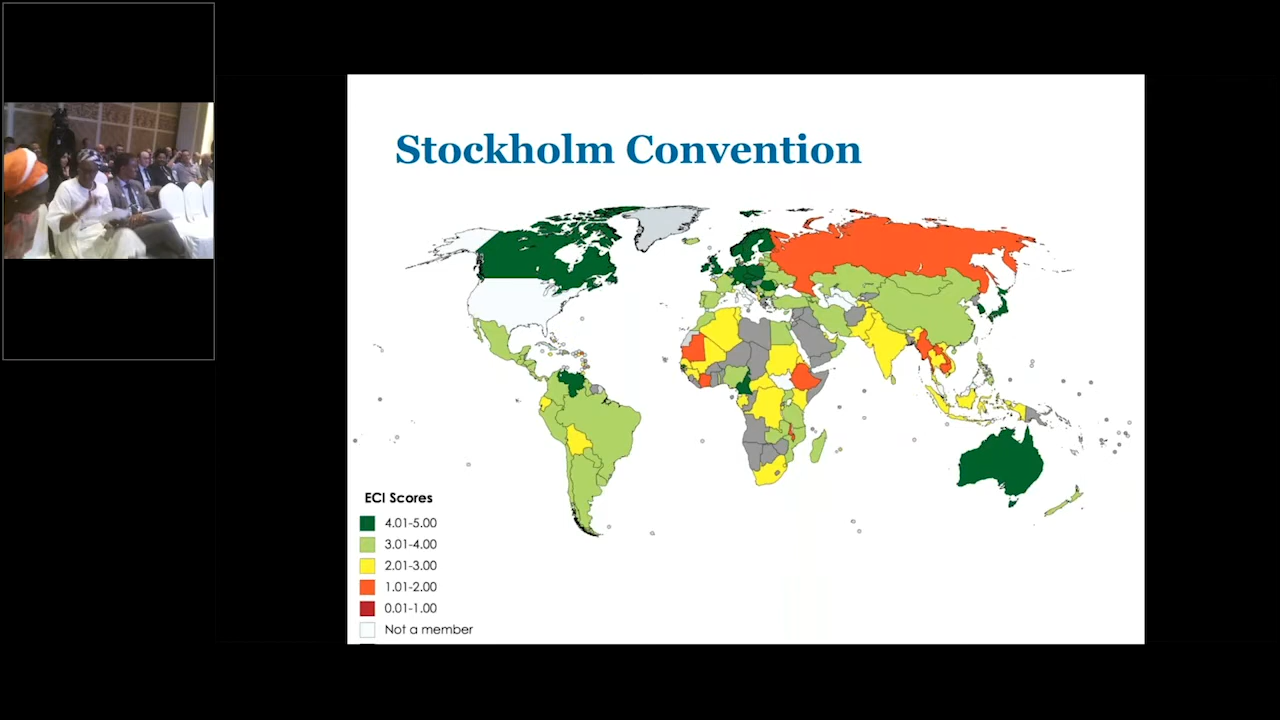 Stockholm Convention
ECI Scores
4.01-5.00
3.01-4.00
2.01-3.00
1.01-2.00
0.01-1.00
Not a member